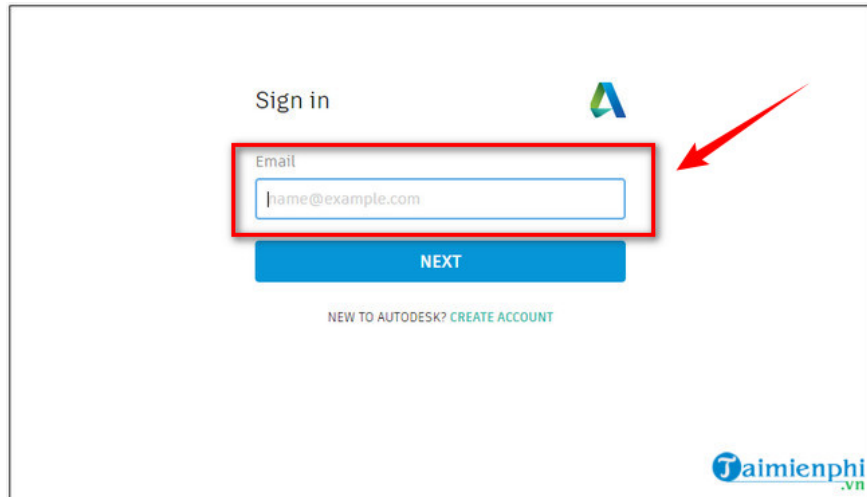 Sign in
Email
name@example.com
NEXT
NEW TO AUTODESK? CREATE ACCOUNT
Taimienphi
.vn